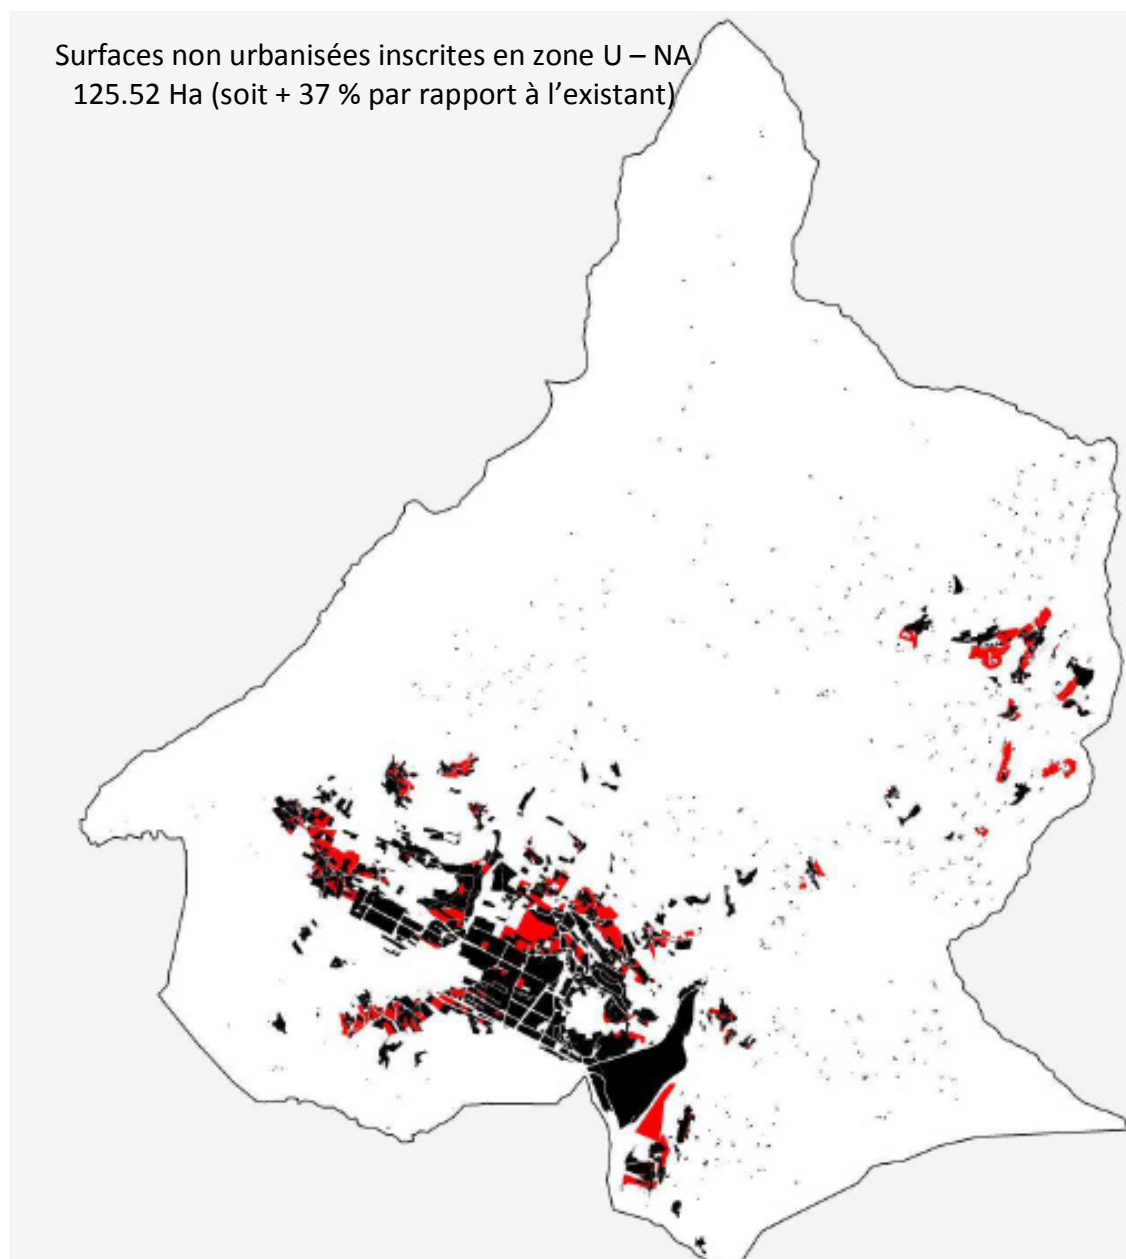 Surfaces non urbanisées inscrites en zone U – NA
125.52 Ha (soit + 37 % par rapport à l’existant)